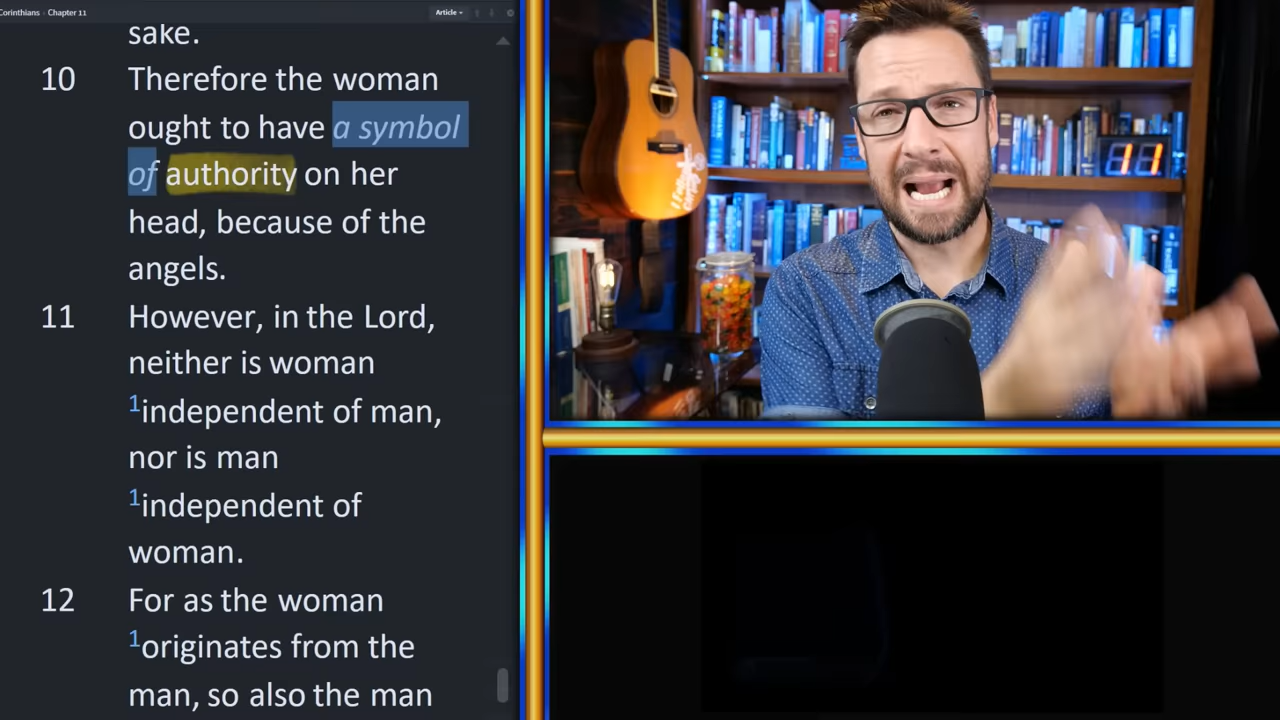 Corinthians › Chapter 11
Article
sake.
10 Therefore the woman
ought to have a symbol
of authority on her
head, because of the
angels.
11 However, in the Lord,
neither is woman
1independent of man,
nor is man
1independent of
woman.
12 For as the woman
1originates from the
man, so also the man
11